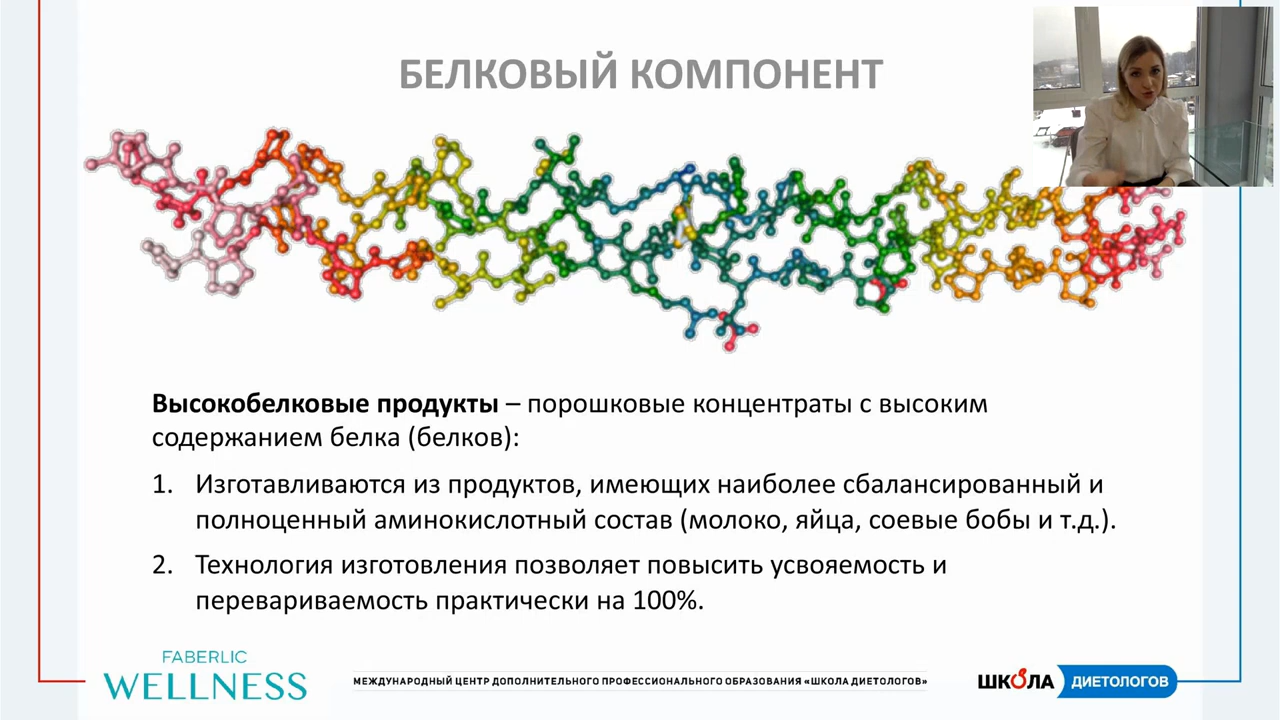 БЕЛКОВЫЙ КОМПОНЕНТ
Высокобелковые продукты – порошковые концентраты с высоким
содержанием белка (белков):
1. Изготавливаются из продуктов, имеющих наиболее сбалансированный и
полноценный аминокислотный состав (молоко, яйца, соевые бобы и т.д.).
2. Технология изготовления позволяет повысить усвояемость и
перевариваемость практически на 100%.
FABERLIC
WELLNESS
МЕЖДУНАРОДНЫЙ ЦЕНТР ДОПОЛНИТЕЛЬНОГО ПРОФЕССИОНАЛЬНОГО ОБРАЗОВАНИЯ «ШКОЛА ДИЕТОЛОГОВ»
ШКОЛА ДИЕТОЛОГОВ